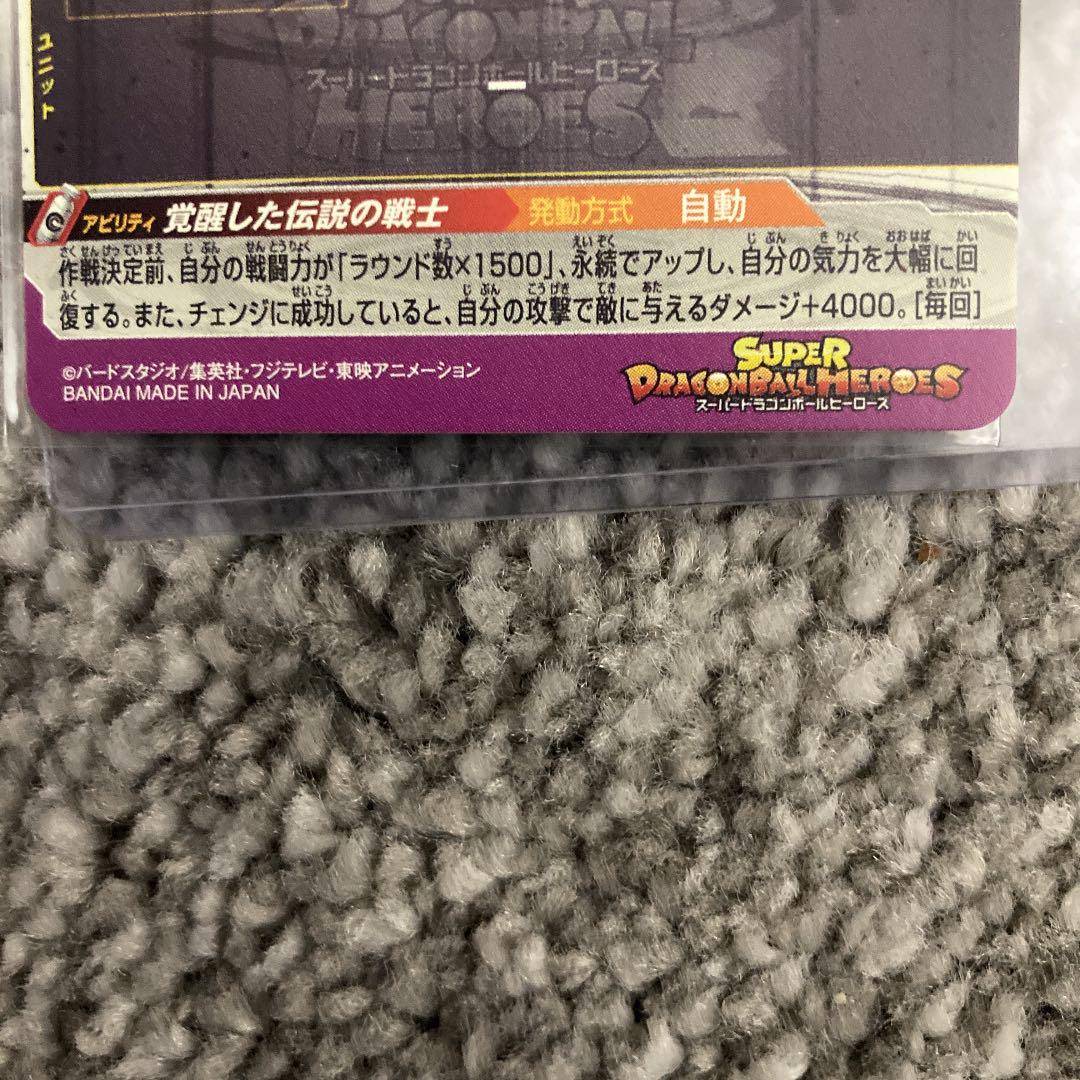 DRAGONBALL
スーパードラゴンボールヒーローズ
HEROES
ユニット
アビリティ 覚醒した伝説の戦士 発動方式 自動
作戦決定前、自分の戦闘力が「ラウンド数×1500」、永続でアップし、自分の気力を大幅に回
復する。また、チェンジに成功していると、自分の攻撃で敵に与えるダメージ+4000。[毎回]
©バードスタジオ/集英社・フジテレビ・東映アニメーション
BANDAI MADE IN JAPAN
SUPER
DRAGONBALL HEROES
スーパードラゴンボールヒーローズ